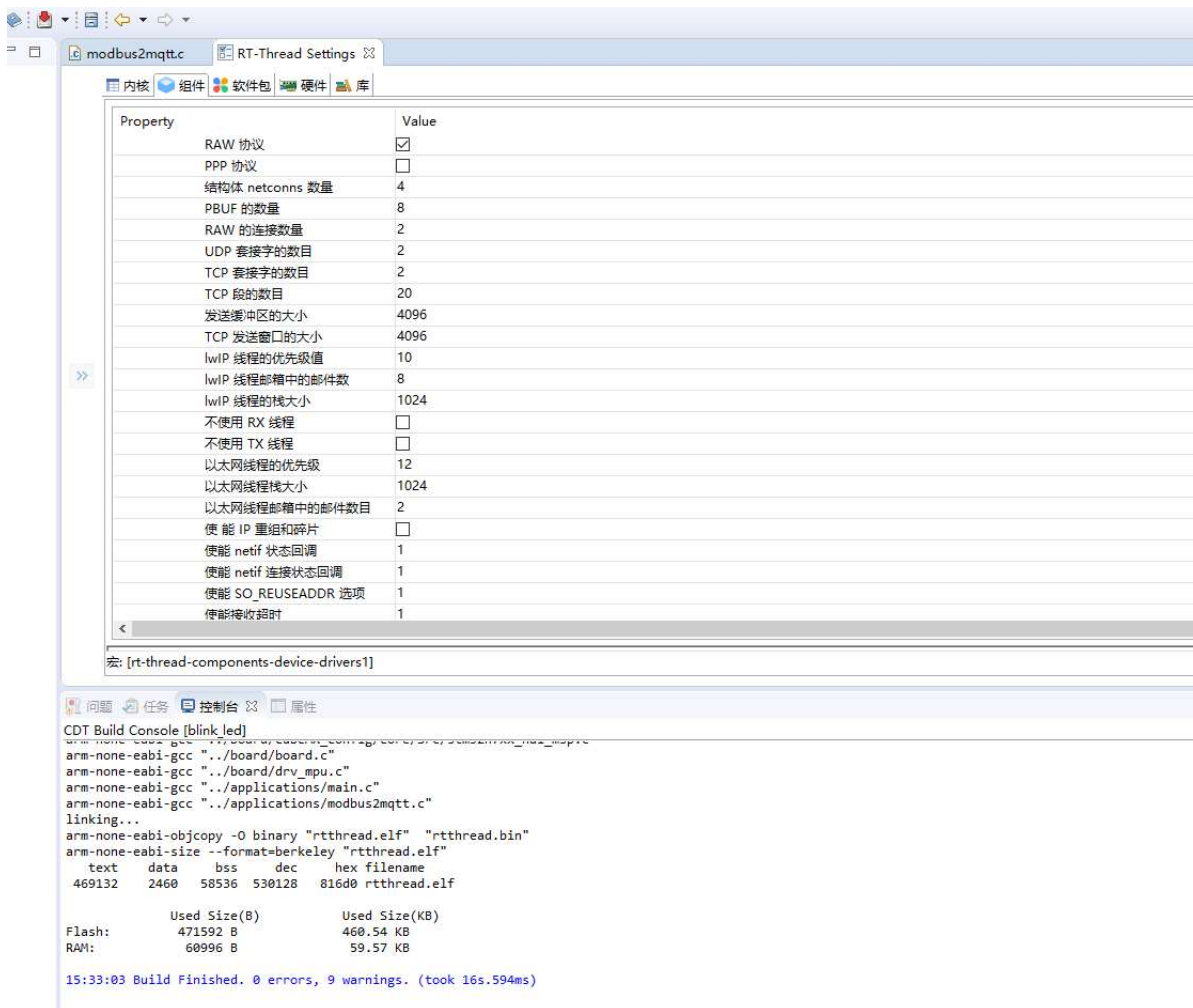 modbus2mqtt.c RT-Thread Settings
内核 组件 软件包 硬件 库
Property Value
RAW 协议
PPP 协议
结构体 netconns 数量 4
PBUF 的数量 8
RAW 的连接数量 2
UDP 套接字的数目 2
TCP 套接字的数目 2
TCP 段的数目 20
发送缓冲区的大小 4096
TCP 发送窗口的大小 4096
lwIP 线程的优先级值 10
lwIP 线程邮箱中的邮件数 8
lwIP 线程的栈大小 1024
不使用 RX 线程
不使用 TX 线程
以太网线程的优先级 12
以太网线程栈大小 1024
以太网线程邮箱中的邮件数目 2
使 能 IP 重组和碎片
使能 netif 状态回调 1
使能 netif 连接状态回调 1
使能 SO_REUSEADDR 选项 1
使能接收超时 1
宏: [rt-thread-components-device-drivers1]
问题 任务 控制台 属性
CDT Build Console [blink_led]
arm-none-eabi-gcc "../board/board.c"
arm-none-eabi-gcc "../board/drv_mpu.c"
arm-none-eabi-gcc "../applications/main.c"
arm-none-eabi-gcc "../applications/modbus2mqtt.c"
linking...
arm-none-eabi-objcopy -O binary "rtthread.elf" "rtthread.bin"
arm-none-eabi-size --format=berkeley "rtthread.elf"
text data bss dec hex filename
469132 2460 58536 530128 816d0 rtthread.elf
Used Size(B) Used Size(KB)
Flash: 471592 B 460.54 KB
RAM: 60996 B 59.57 KB
15:33:03 Build Finished. 0 errors, 9 warnings. (took 16s.594ms)